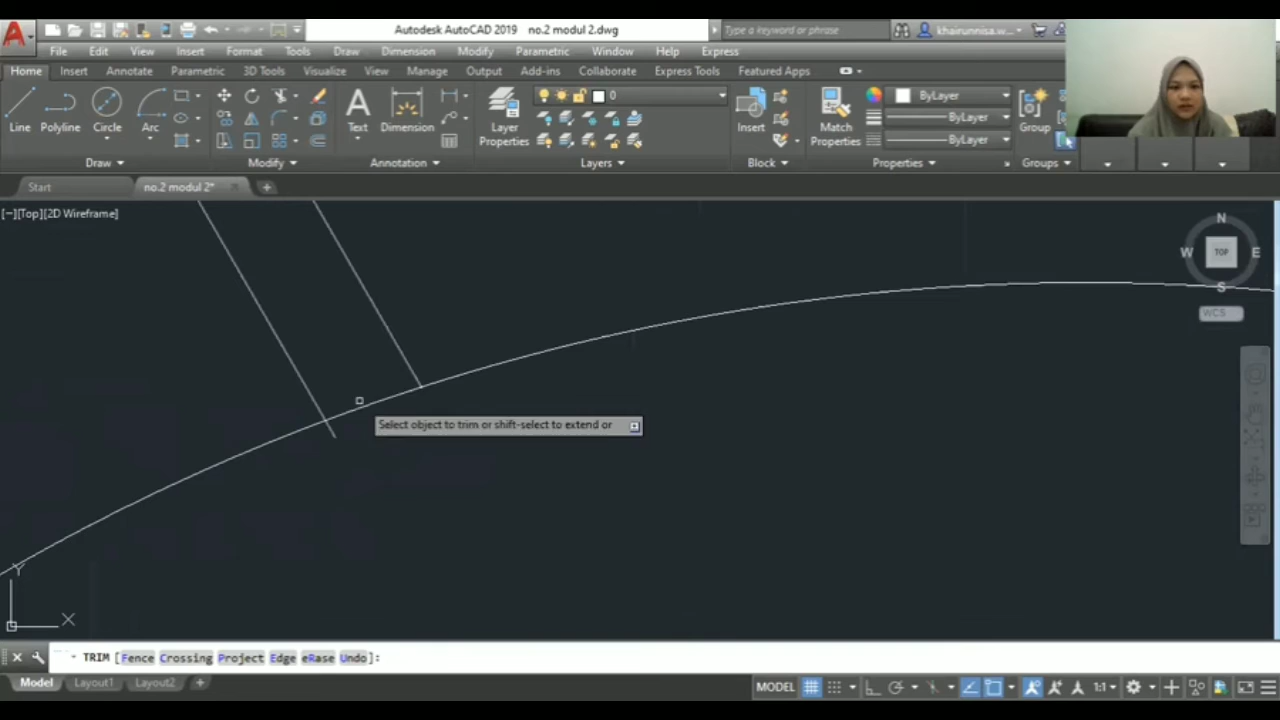 Autodesk AutoCAD 2019 no.2 modul 2.dwg
Type a keyword or phrase
khairunnisa.w...
File Edit View Insert Format Tools Draw Dimension Modify Parametric Window Help Express
Home Insert Annotate Parametric 3D Tools Visualize View Manage Output Add-ins Collaborate Express Tools Featured Apps
0
ByLayer
ByLayer
ByLayer
Line Polyline Circle Arc Text Dimension Layer Properties Insert Match Properties Group
Draw Modify Annotation Layers Block Properties Groups
Start no.2 modul 2*
[−][Top][2D Wireframe]
N
W TOP E
S
WCS
Select object to trim or shift-select to extend or
Y
X
TRIM [Fence Crossing Project Edge eRase Undo]:
Model Layout1 Layout2
MODEL 1:1